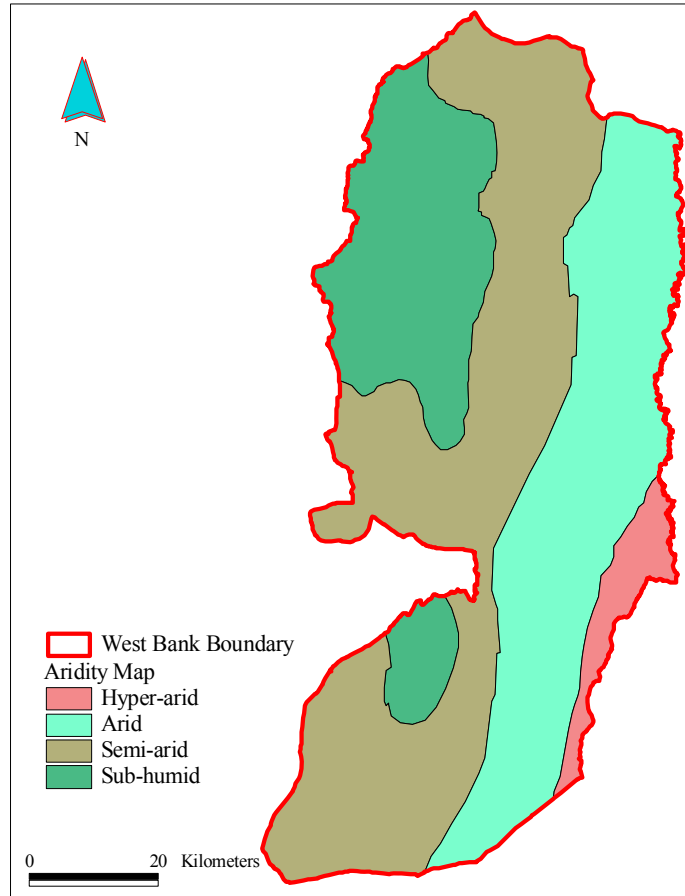 N
West Bank Boundary
Aridity Map
Hyper-arid
Arid
Semi-arid
Sub-humid
0 20 Kilometers